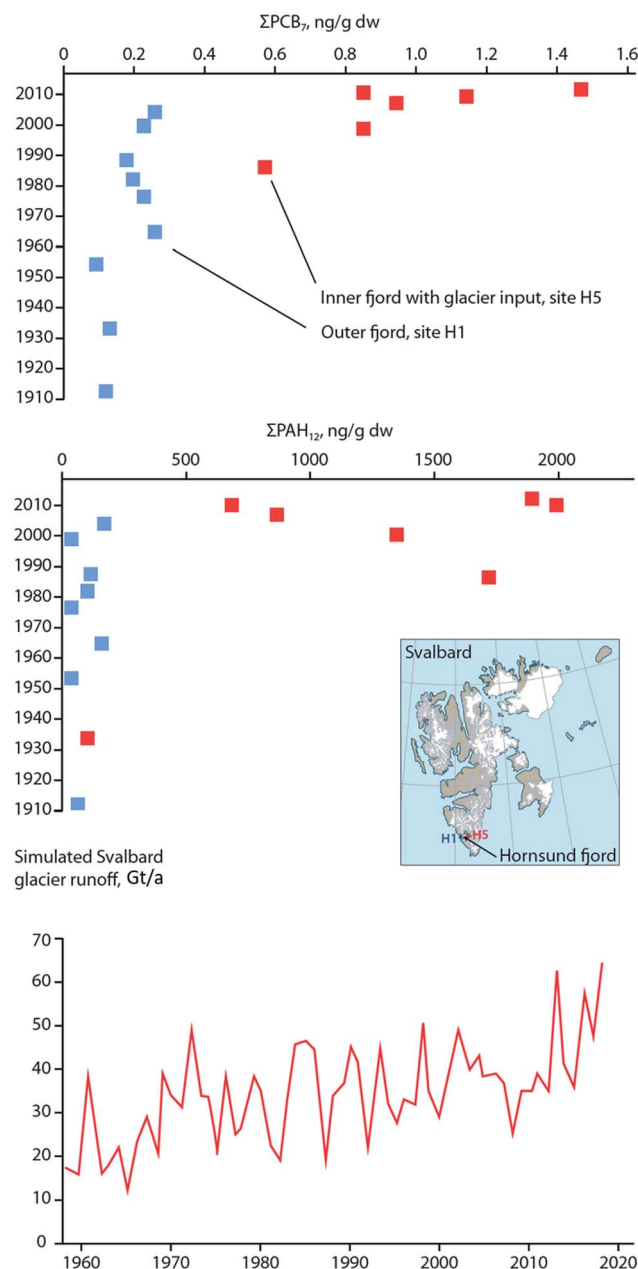 ΣPCB₇, ng/g dw
0 0.2 0.4 0.6 0.8 1 1.2 1.4 1.6
2010
2000
1990
1980
1970
1960
1950
1940
1930
1920
1910
Inner fjord with glacier input, site H5
Outer fjord, site H1
ΣPAH₁₂, ng/g dw
0 500 1000 1500 2000
2010
2000
1990
1980
1970
1960
1950
1940
1930
1920
1910
Svalbard
H1 H5
Hornsund fjord
Simulated Svalbard
glacier runoff, Gt/a
70
60
50
40
30
20
10
0
1960 1970 1980 1990 2000 2010 2020